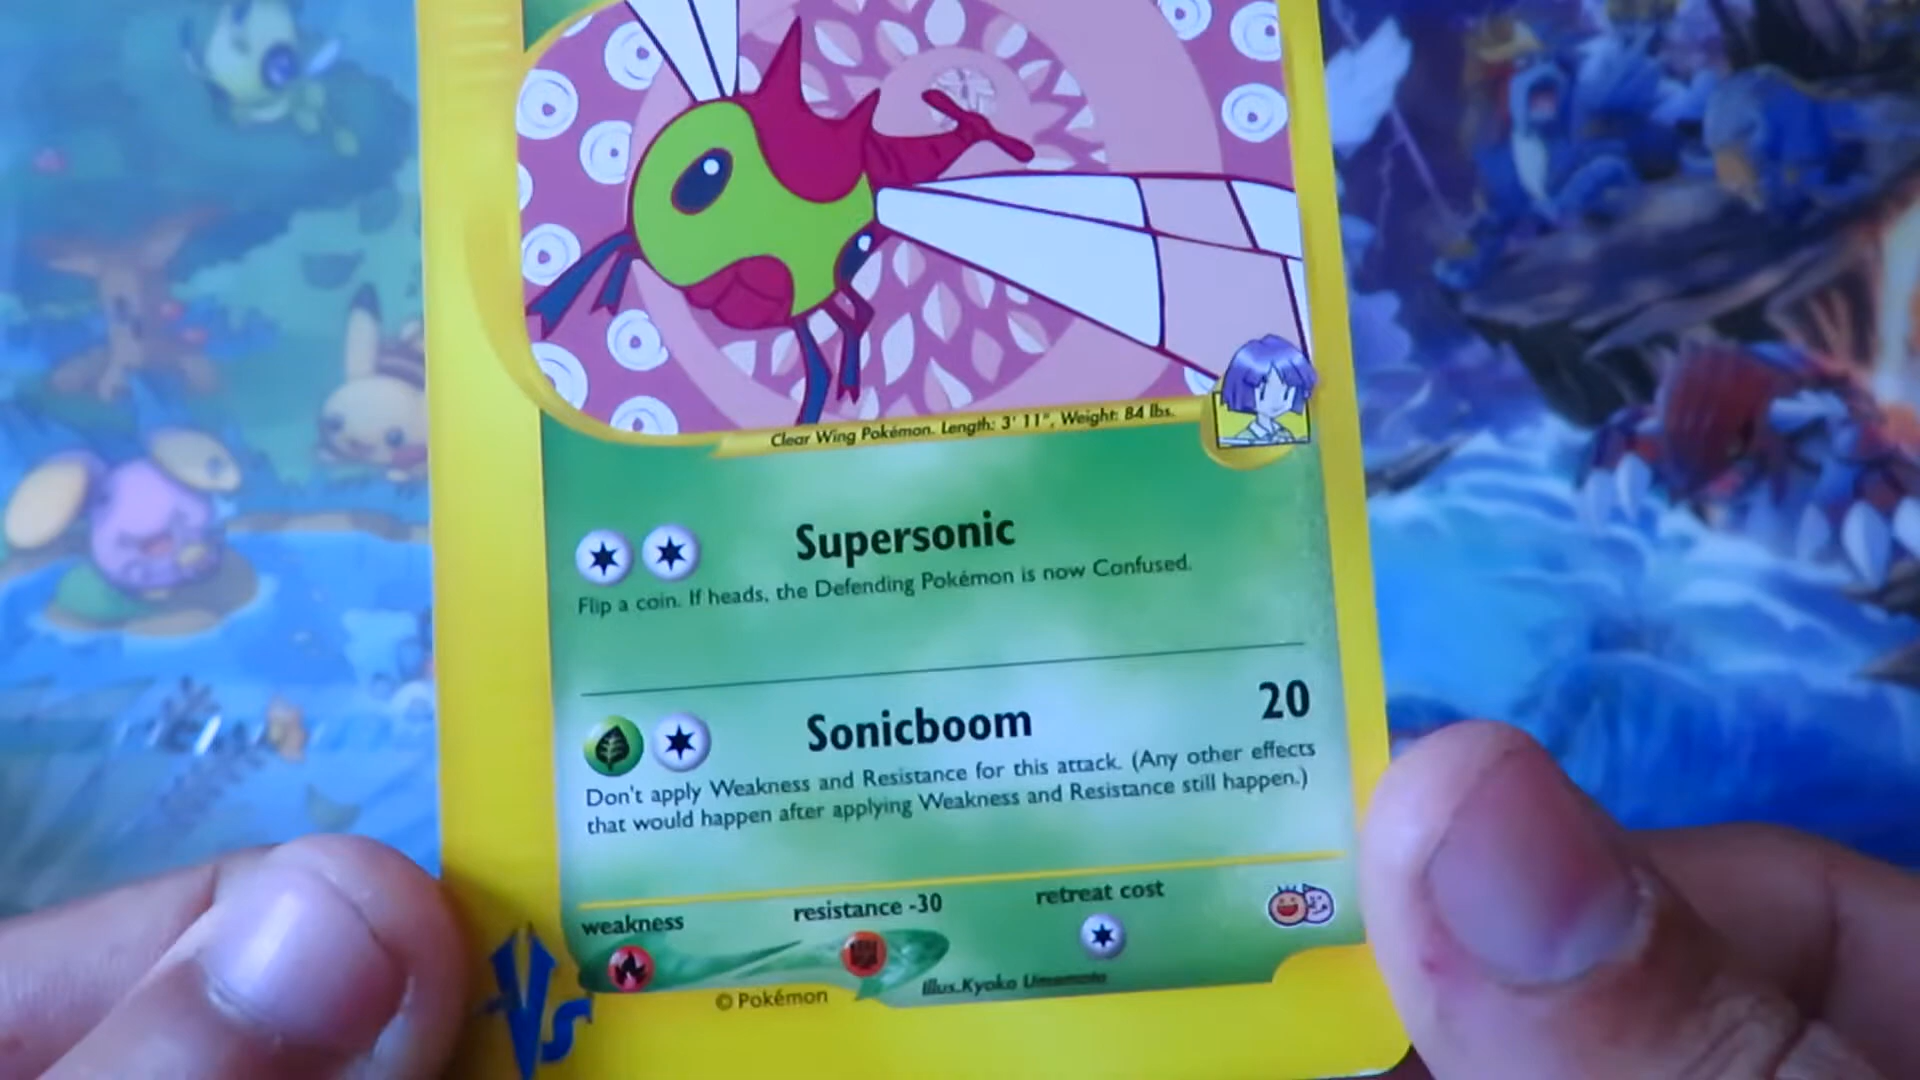 Clear Wing Pokémon. Length: 3' 11", Weight: 84 lbs.
Supersonic
Flip a coin. If heads, the Defending Pokémon is now Confused.
Sonicboom 20
Don't apply Weakness and Resistance for this attack. (Any other effects
that would happen after applying Weakness and Resistance still happen.)
weakness resistance -30 retreat cost
Illus. Kyoko Umemoto
© Pokémon
Vs